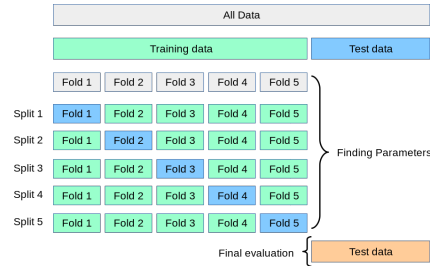 All Data
Training data Test data
Fold 1 Fold 2 Fold 3 Fold 4 Fold 5
Split 1 Fold 1 Fold 2 Fold 3 Fold 4 Fold 5
Split 2 Fold 1 Fold 2 Fold 3 Fold 4 Fold 5
Finding Parameters
Split 3 Fold 1 Fold 2 Fold 3 Fold 4 Fold 5
Split 4 Fold 1 Fold 2 Fold 3 Fold 4 Fold 5
Split 5 Fold 1 Fold 2 Fold 3 Fold 4 Fold 5
Final evaluation Test data